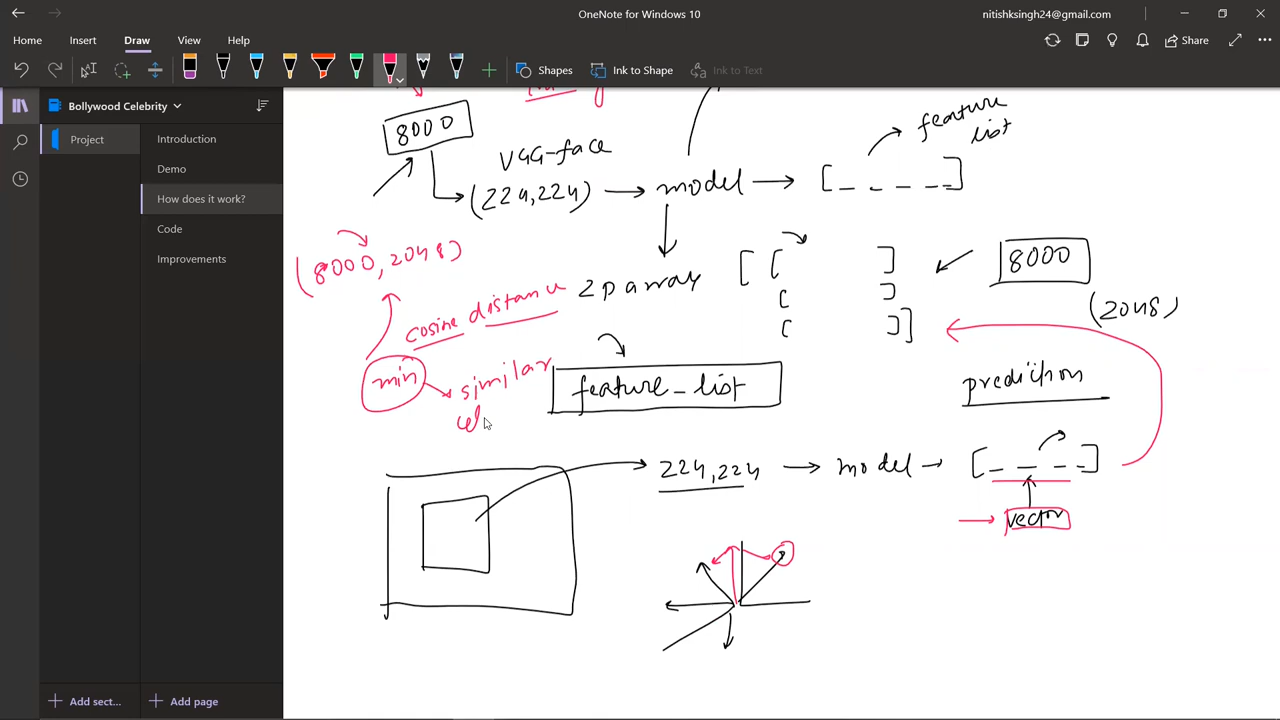 OneNote for Windows 10
nitishksingh24@gmail.com
Home Insert Draw View Help
Share
Shapes
Ink to Shape
Ink to Text
Bollywood Celebrity
Project
Introduction
Demo
How does it work?
Code
Improvements
Add sect...
Add page
8000
VGG-face
(224,224)
model
[_ _ _ _ _]
feature
list
(8000,2048)
cosine distance
2D array
[ [ ]
[ ]
[ ]]
8000
(2048)
min
similar
cel
feature_list
prediction
224,224
model
[_ _ _ _]
vector